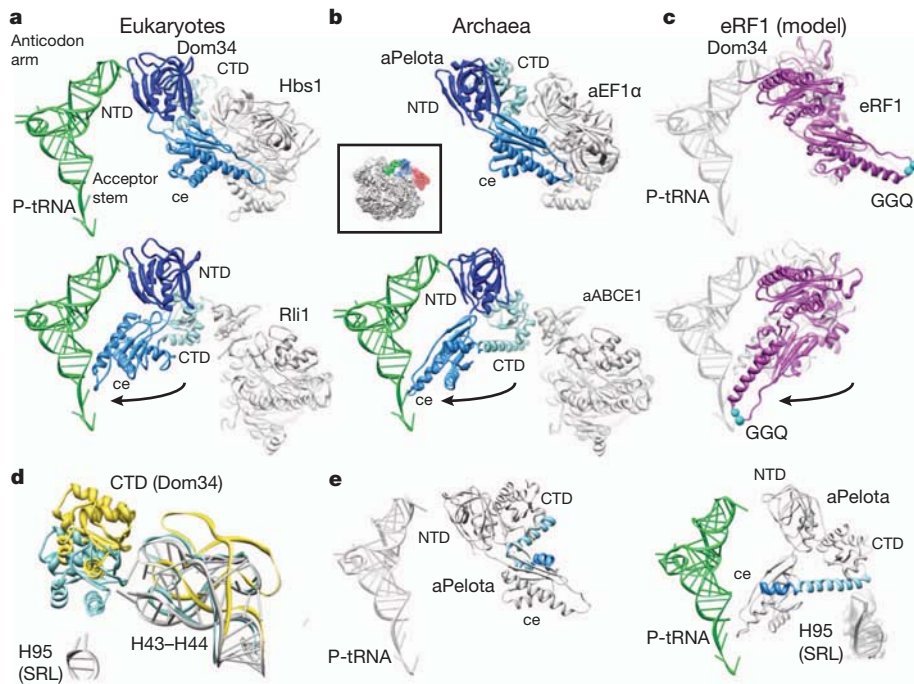 a
Eukaryotes
Anticodon
arm
Dom34
CTD
Hbs1
NTD
Acceptor
stem
P-tRNA
ce
NTD
Rli1
CTD
ce
b
Archaea
aPelota
CTD
aEF1α
NTD
ce
NTD
aABCE1
CTD
ce
c
eRF1 (model)
Dom34
eRF1
P-tRNA
GGQ
GGQ
d
CTD (Dom34)
H43–H44
H95
(SRL)
e
NTD
CTD
aPelota
ce
P-tRNA
NTD
aPelota
CTD
ce
P-tRNA
H95
(SRL)